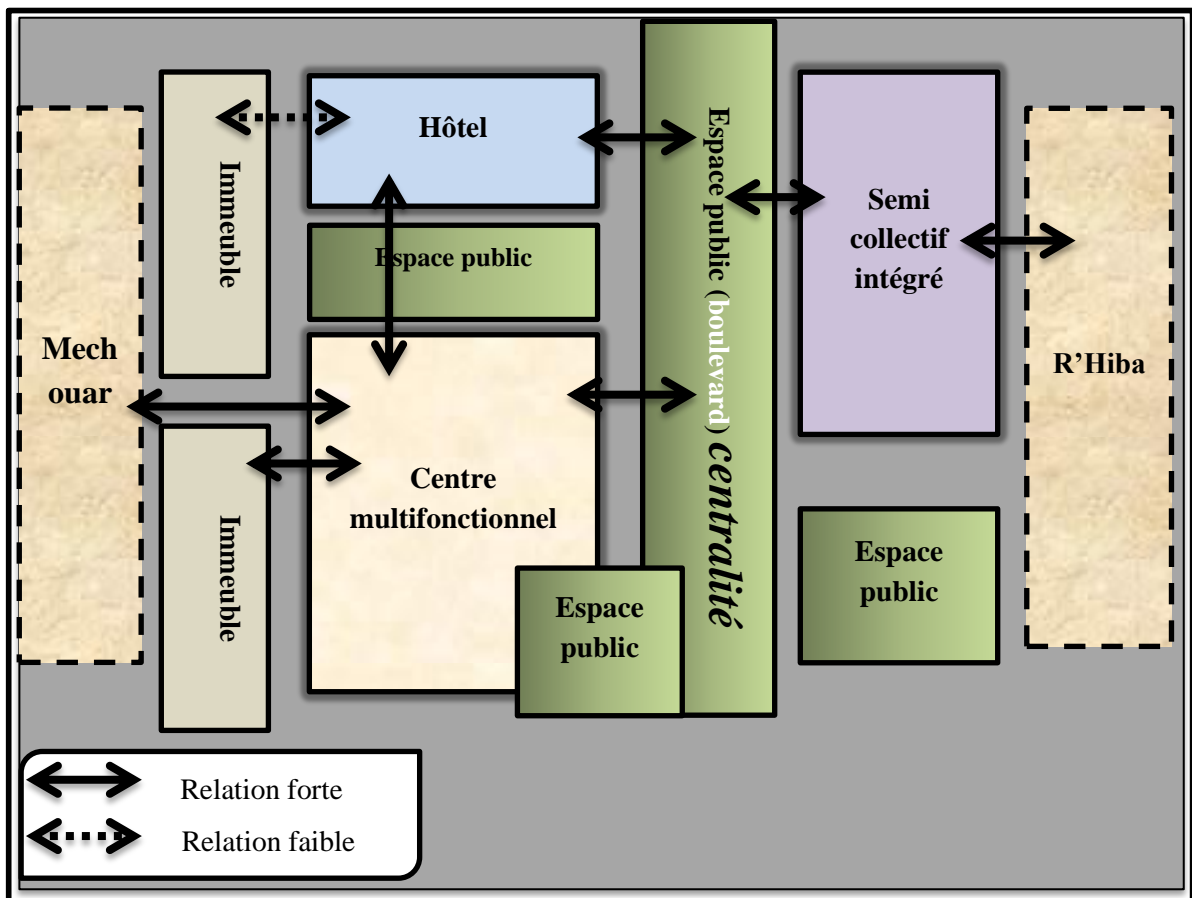 Mech
ouar
Immeuble
Immeuble
Hôtel
Espace public
Centre
multifonctionnel
Espace
public
Espace public (boulevard) centralité
Semi
collectif
intégré
Espace
public
R’Hiba
Relation forte
Relation faible